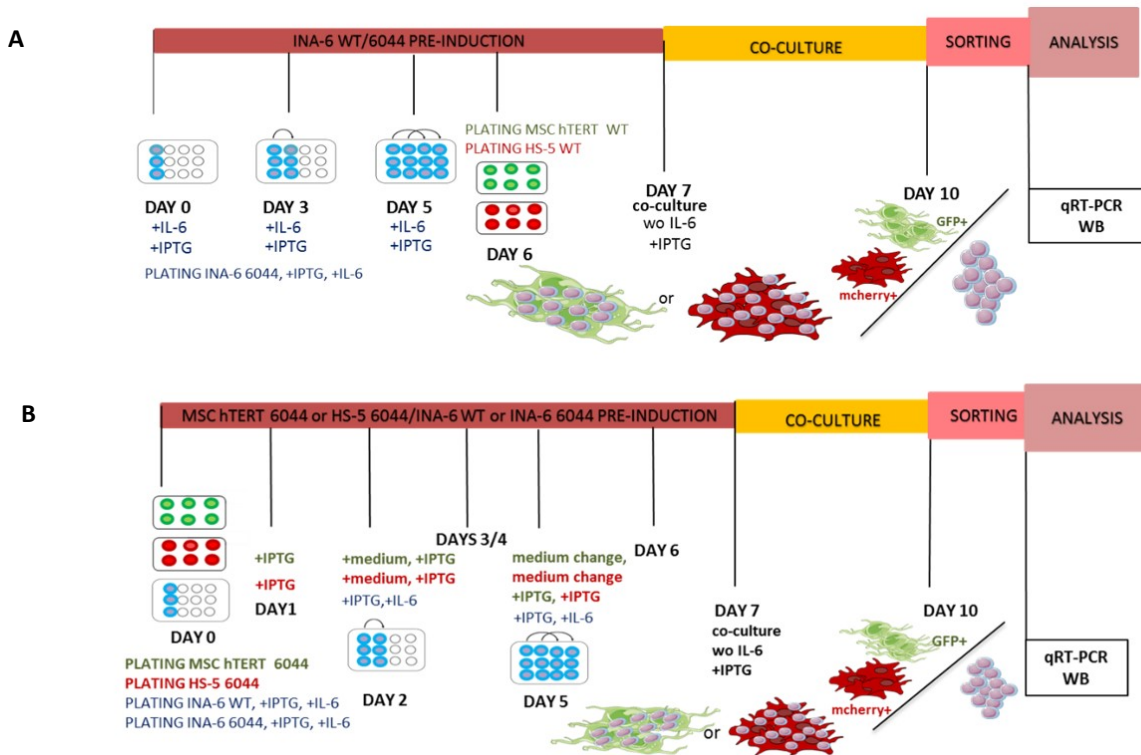 A
INA-6 WT/6044 PRE-INDUCTION
CO-CULTURE
SORTING
ANALYSIS
PLATING MSC hTERT WT
PLATING HS-5 WT
DAY 0
+IL-6
+IPTG
DAY 3
+IL-6
+IPTG
DAY 5
+IL-6
+IPTG
PLATING INA-6 6044, +IPTG, +IL-6
DAY 6
or
DAY 7
co-culture
wo IL-6
+IPTG
DAY 10
GFP+
mcherry+
qRT-PCR
WB
B
MSC hTERT 6044 or HS-5 6044/INA-6 WT or INA-6 6044 PRE-INDUCTION
CO-CULTURE
SORTING
ANALYSIS
DAY 0
PLATING MSC hTERT 6044
PLATING HS-5 6044
PLATING INA-6 WT, +IPTG, +IL-6
PLATING INA-6 6044, +IPTG, +IL-6
+IPTG
+IPTG
DAY1
+medium, +IPTG
+medium, +IPTG
+IPTG,+IL-6
DAY 2
DAYS 3/4
medium change,
medium change
+IPTG, +IPTG
+IPTG, +IL-6
DAY 5
DAY 6
or
DAY 7
co-culture
wo IL-6
+IPTG
DAY 10
GFP+
mcherry+
qRT-PCR
WB